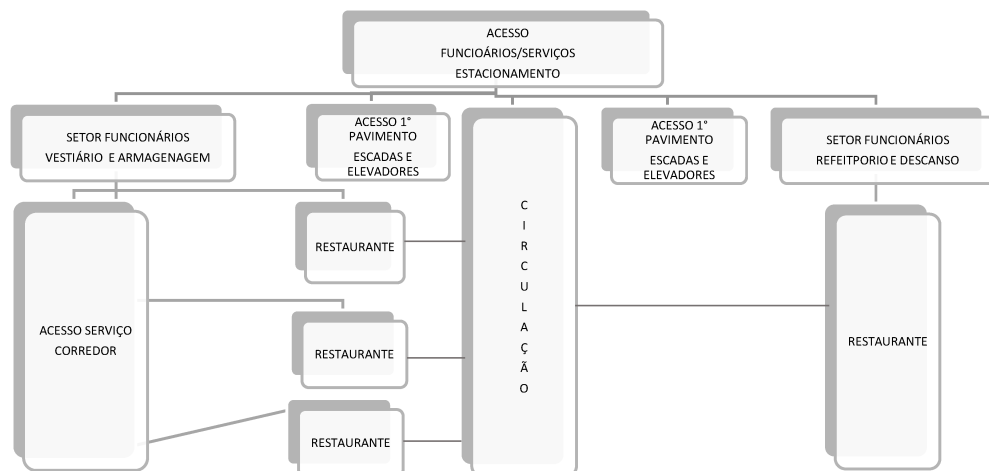 ACESSO
FUNCIOÁRIOS/SERVIÇOS
ESTACIONAMENTO
SETOR FUNCIONÁRIOS
VESTIÁRIO E ARMAGENAGEM
ACESSO 1°
PAVIMENTO
ESCADAS E
ELEVADORES
ACESSO 1°
PAVIMENTO
ESCADAS E
ELEVADORES
SETOR FUNCIONÁRIOS
REFEITPORIO E DESCANSO
ACESSO SERVIÇO
CORREDOR
RESTAURANTE
RESTAURANTE
RESTAURANTE
C
I
R
C
U
L
A
Ç
Ã
O
RESTAURANTE